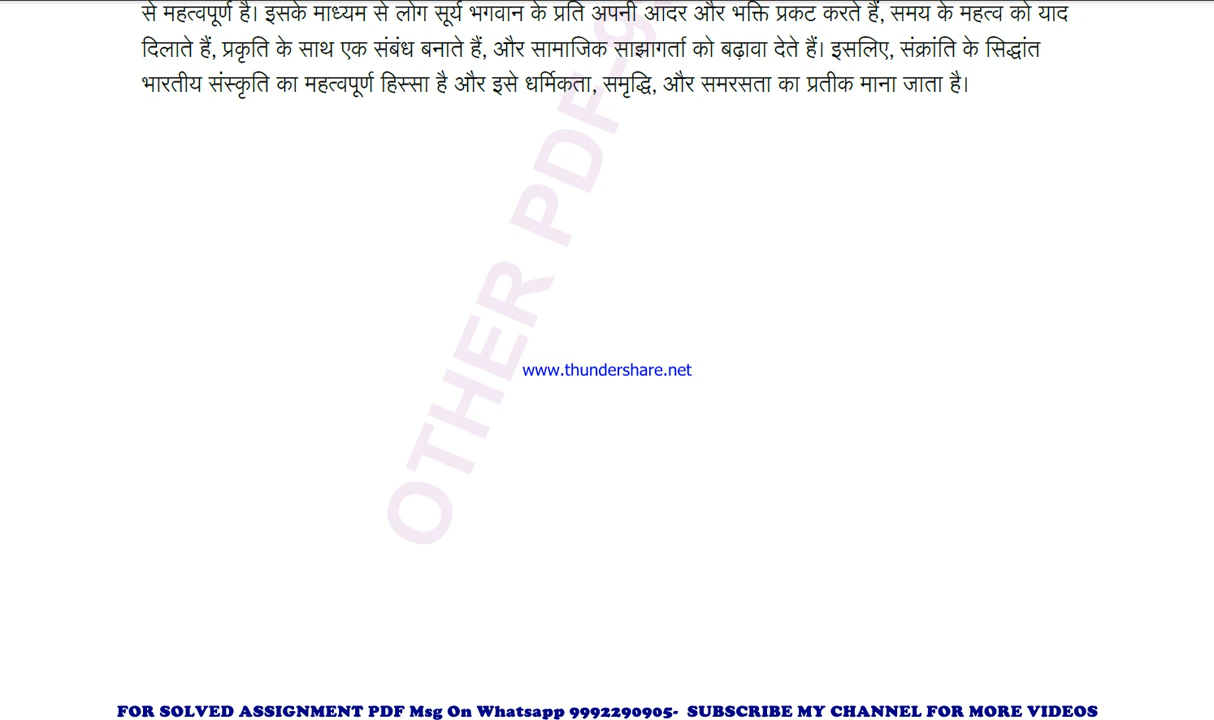 से महत्वपूर्ण है। इसके माध्यम से लोग सूर्य भगवान के प्रति अपनी आदर और भक्ति प्रकट करते हैं, समय के महत्व को याद
दिलाते हैं, प्रकृति के साथ एक संबंध बनाते हैं, और सामाजिक साझागर्ता को बढ़ावा देते हैं। इसलिए, संक्रांति के सिद्धांत
भारतीय संस्कृति का महत्वपूर्ण हिस्सा है और इसे धर्मिकता, समृद्धि, और समरसता का प्रतीक माना जाता है।
OTHER PDF-9
www.thundershare.net
FOR SOLVED ASSIGNMENT PDF Msg On Whatsapp 9992290905- SUBSCRIBE MY CHANNEL FOR MORE VIDEOS